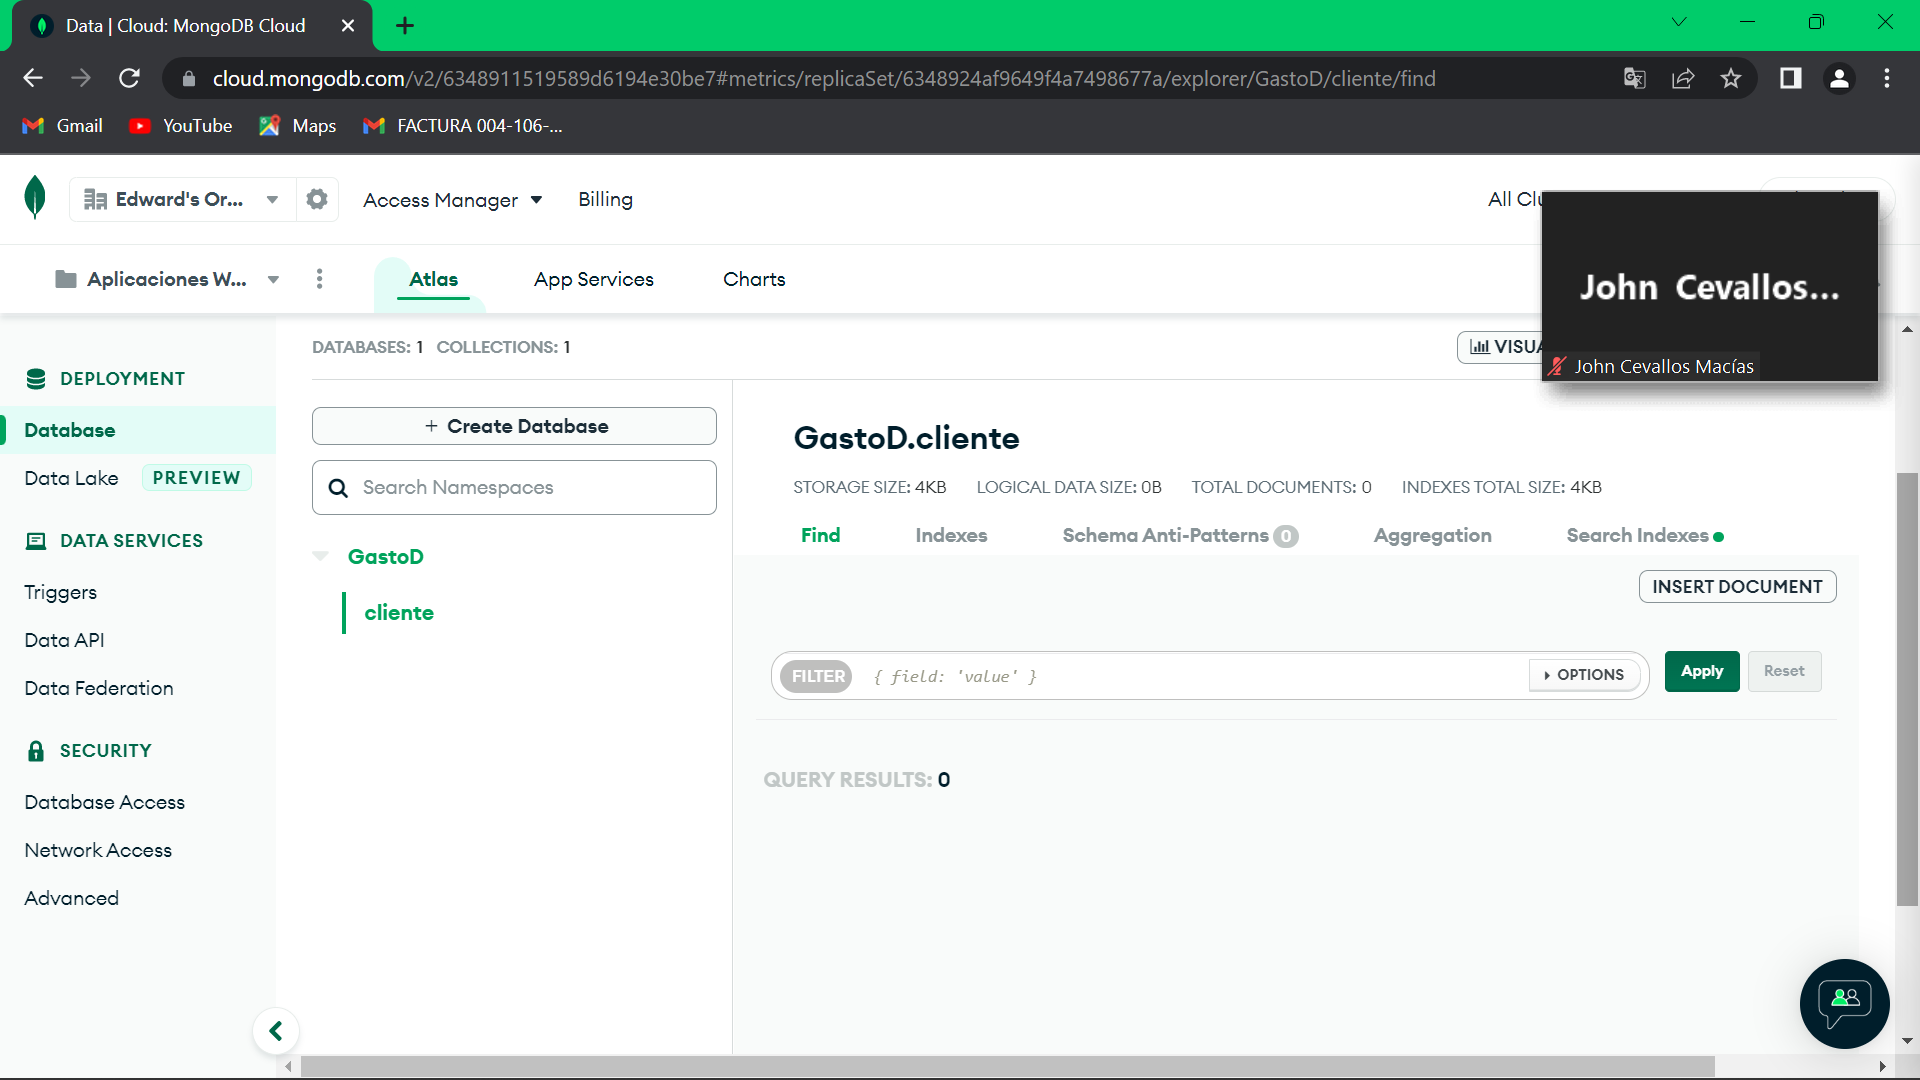 Data | Cloud: MongoDB Cloud
cloud.mongodb.com/v2/6348911519589d6194e30be7#metrics/replicaSet/6348924af9649f4a7498677a/explorer/GastoD/cliente/find
Gmail
YouTube
Maps
FACTURA 004-106-...
Edward's Or...
Access Manager
Billing
All Clu
Aplicaciones W...
Atlas
App Services
Charts
John Cevallos...
John Cevallos Macías
DATABASES: 1 COLLECTIONS: 1
VISUA
DEPLOYMENT
Database
Data Lake PREVIEW
DATA SERVICES
Triggers
Data API
Data Federation
SECURITY
Database Access
Network Access
Advanced
+ Create Database
Search Namespaces
GastoD
cliente
GastoD.cliente
STORAGE SIZE: 4KB LOGICAL DATA SIZE: 0B TOTAL DOCUMENTS: 0 INDEXES TOTAL SIZE: 4KB
Find Indexes Schema Anti-Patterns 0 Aggregation Search Indexes
INSERT DOCUMENT
FILTER { field: 'value' } OPTIONS Apply Reset
QUERY RESULTS: 0